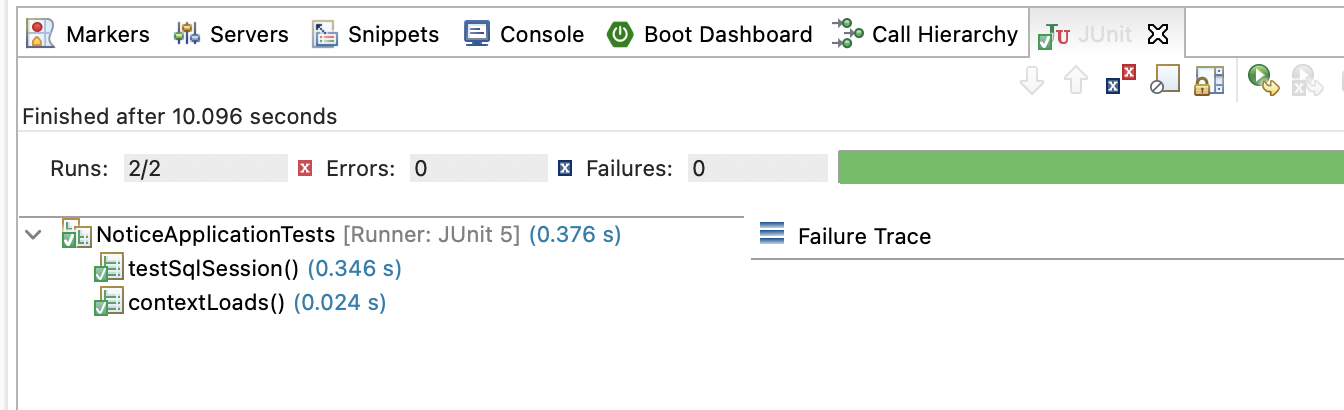 Markers Servers Snippets Console Boot Dashboard Call Hierarchy JU JUnit
Finished after 10.096 seconds
Runs: 2/2 Errors: 0 Failures: 0
NoticeApplicationTests [Runner: JUnit 5] (0.376 s)
Failure Trace
testSqlSession() (0.346 s)
contextLoads() (0.024 s)